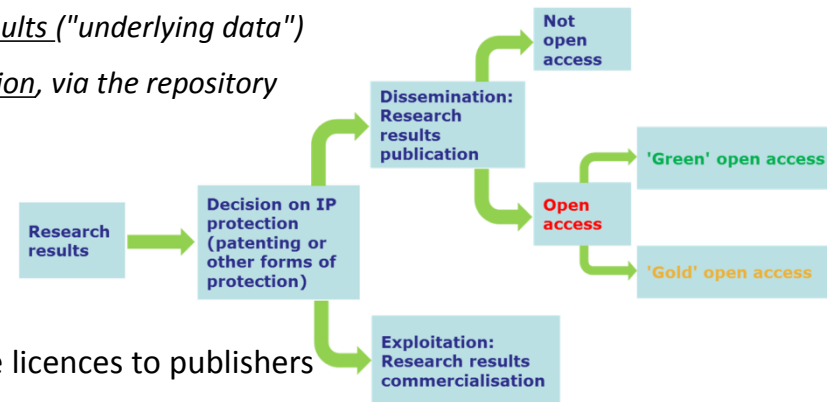 ults ("underlying data")
ion, via the repository
Not
open
access
Dissemination:
Research
results
publication
'Green' open access
Open
access
Research
results
Decision on IP
protection
(patenting or
other forms of
protection)
'Gold' open access
Exploitation:
Research results
commercialisation
e licences to publishers